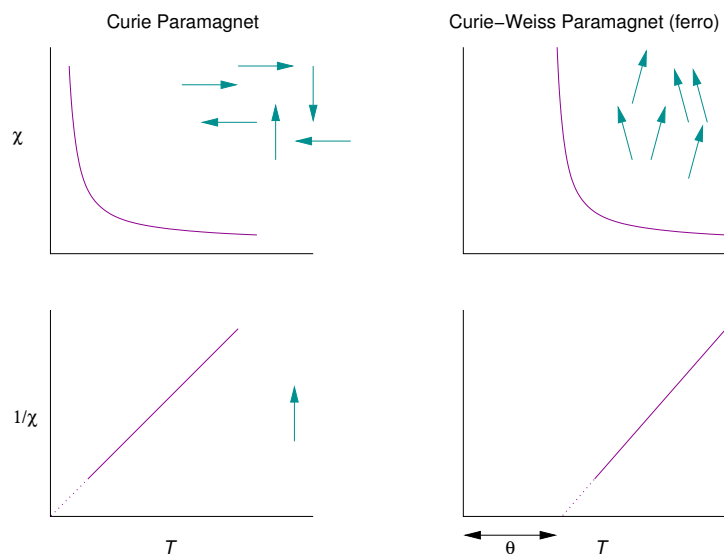 Curie Paramagnet
Curie−Weiss Paramagnet (ferro)
χ
1/χ
T
θ
T